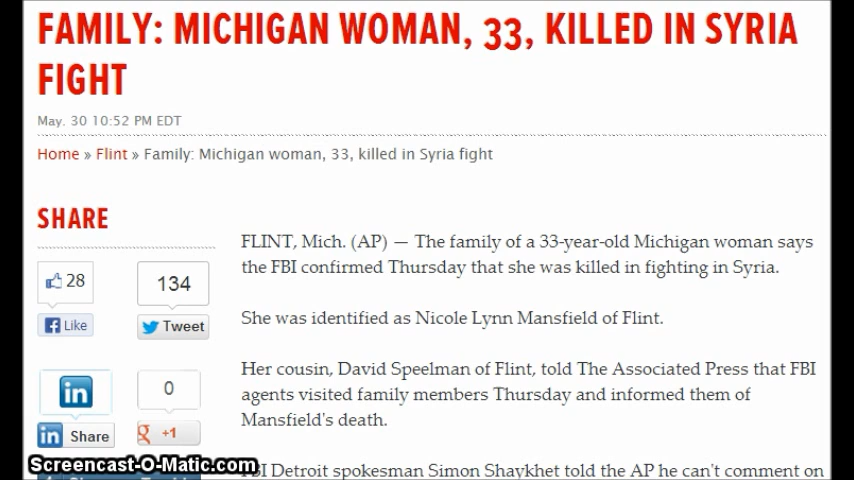 FAMILY: MICHIGAN WOMAN, 33, KILLED IN SYRIA
FIGHT
May. 30 10:52 PM EDT
Home » Flint » Family: Michigan woman, 33, killed in Syria fight
SHARE
28
134
Like
Tweet
in
0
in Share
g +1
FLINT, Mich. (AP) — The family of a 33-year-old Michigan woman says
the FBI confirmed Thursday that she was killed in fighting in Syria.
She was identified as Nicole Lynn Mansfield of Flint.
Her cousin, David Speelman of Flint, told The Associated Press that FBI
agents visited family members Thursday and informed them of
Mansfield's death.
FBI Detroit spokesman Simon Shaykhet told the AP he can't comment on
Screencast-O-Matic.com